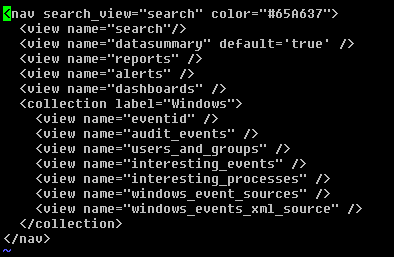 <nav search_view="search" color="#65A637">
  <view name="search"/>
  <view name="datasummary" default='true' />
  <view name="reports" />
  <view name="alerts" />
  <view name="dashboards" />
  <collection label="Windows">
    <view name="eventid" />
    <view name="audit_events" />
    <view name="users_and_groups" />
    <view name="interesting_events" />
    <view name="interesting_processes" />
    <view name="windows_event_sources" />
    <view name="windows_events_xml_source" />
  </collection>
</nav>
~